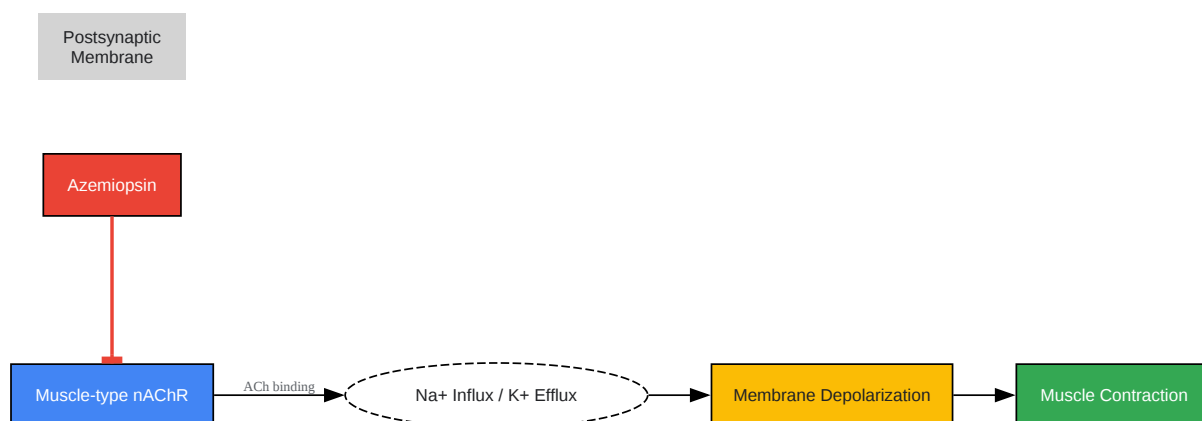 Postsynaptic
Membrane
Azemiopsin
Muscle-type nAChR
ACh binding
Na+ Influx / K+ Efflux
Membrane Depolarization
Muscle Contraction